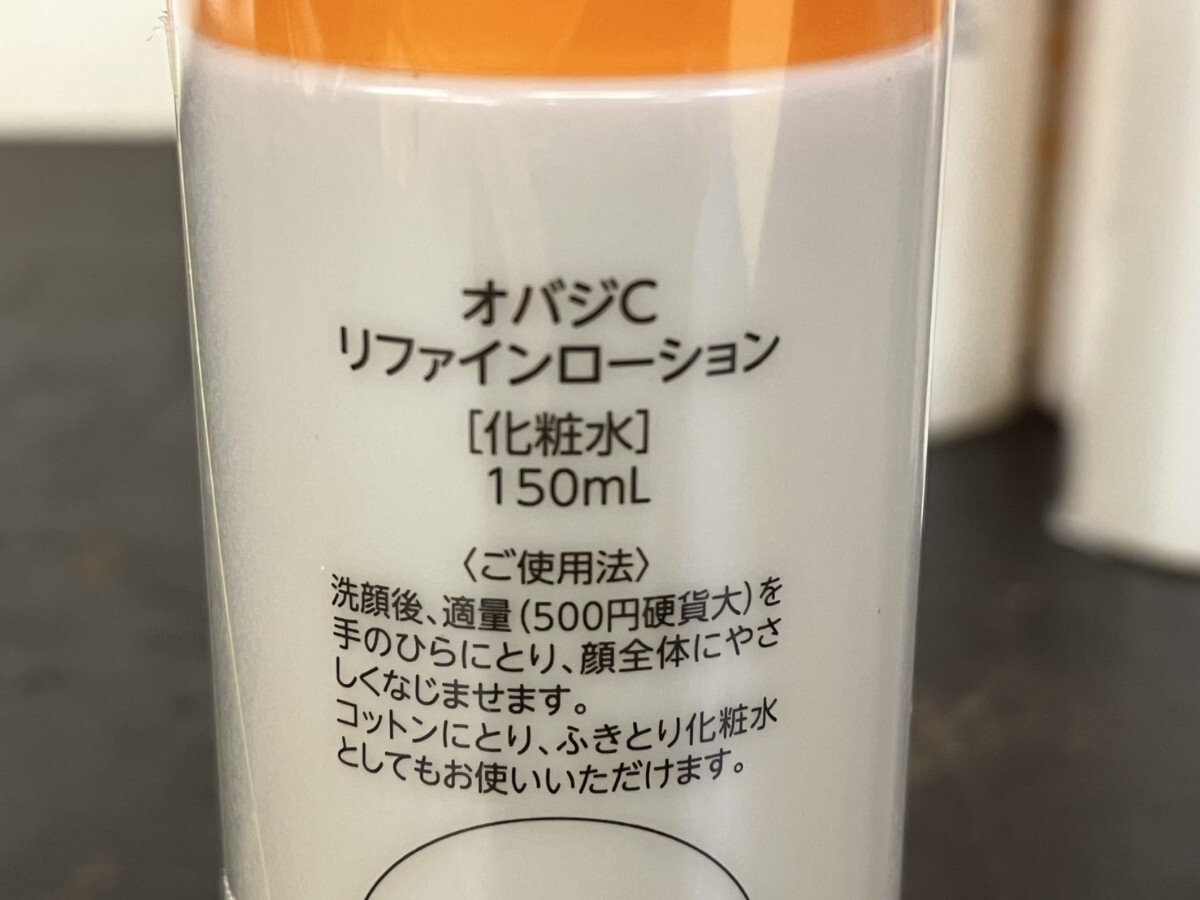 オバジC
リファインローション
[化粧水]
150mL
〈ご使用法〉
洗顔後、適量(500円硬貨大)を
手のひらにとり、顔全体にやさ
しくなじませます。
コットンにとり、ふきとり化粧水
としてもお使いいただけます。